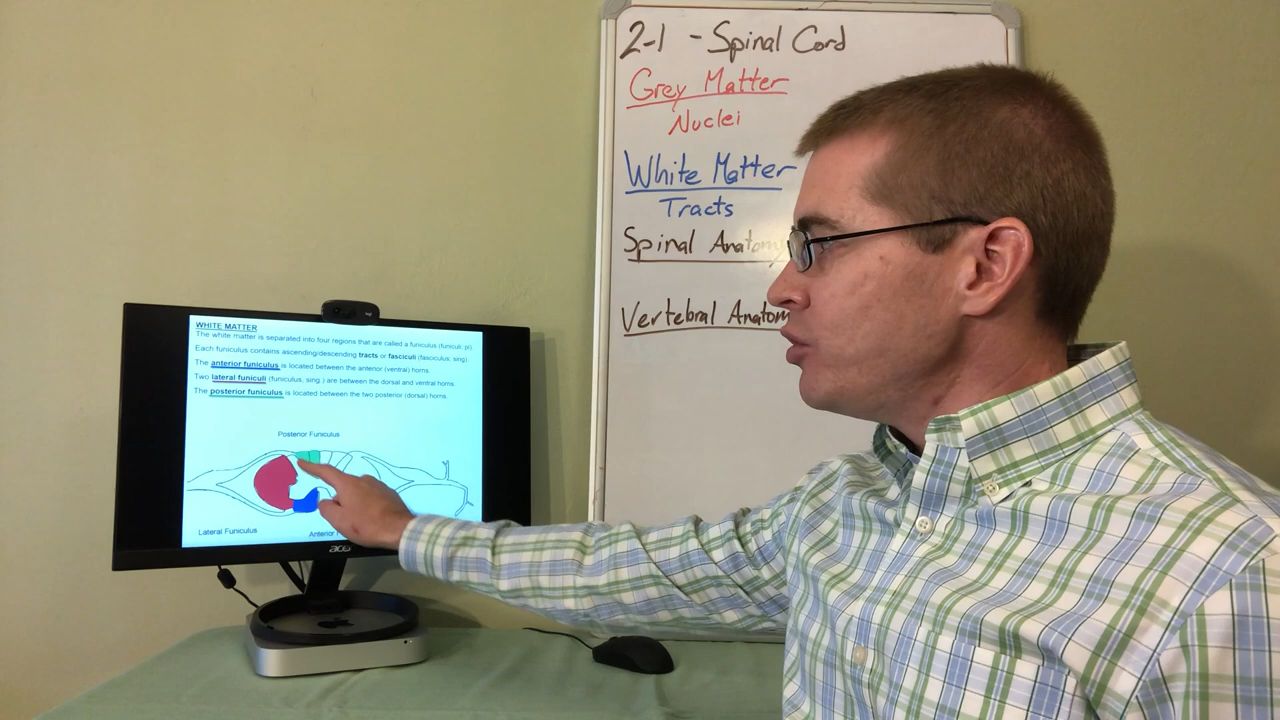 2-1 - Spinal Cord
Grey Matter
Nuclei
White Matter
Tracts
Spinal Anatomy
Vertebral Anatom
WHITE MATTER
The white matter is separated into four regions that are called a funiculus (funiculi; pl).
Each funiculus contains ascending/descending tracts or fasciculi (fasciculus, sing).
The anterior funiculus is located between the anterior (ventral) horns.
Two lateral funiculi (funiculus, sing.) are between the dorsal and ventral horns.
The posterior funiculus is located between the two posterior (dorsal) horns.
Posterior Funiculus
Lateral Funiculus
Anterior
acer